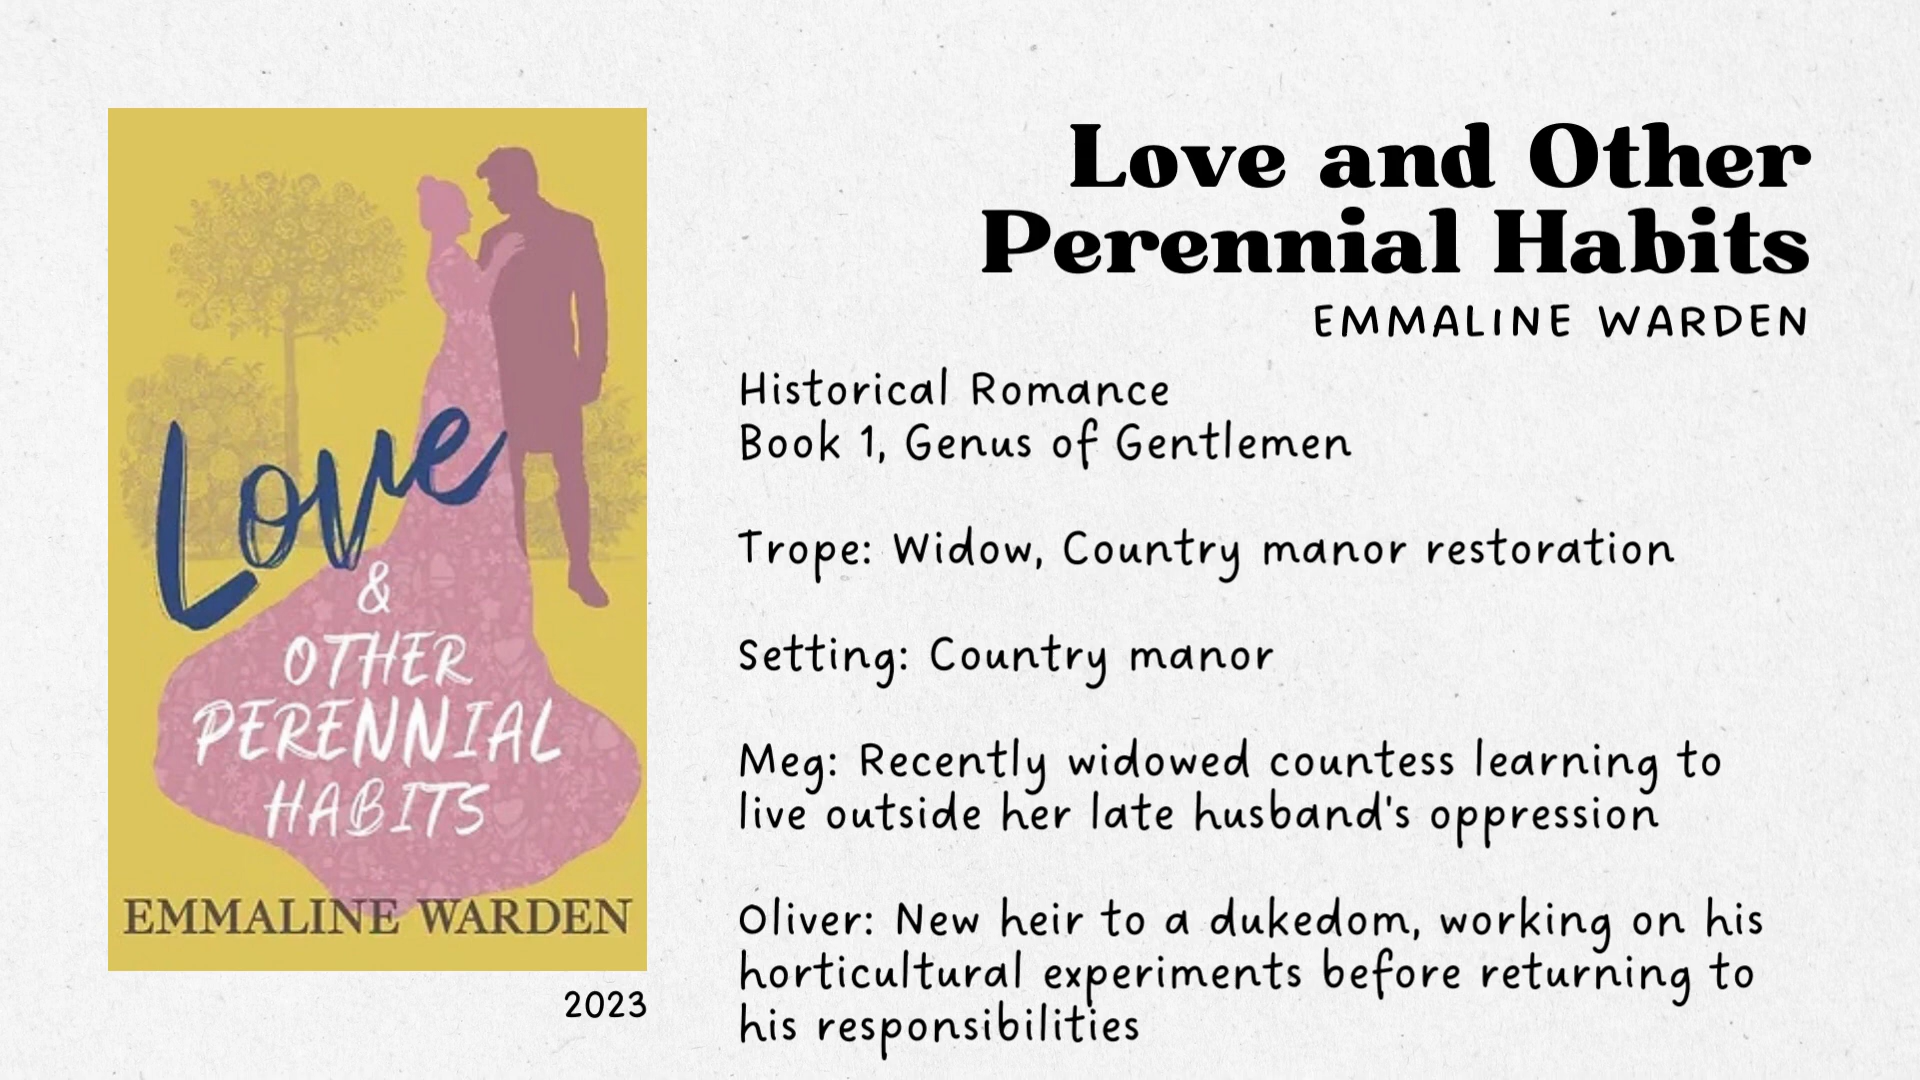 Love
&
OTHER
PERENNIAL
HABITS
EMMALINE WARDEN
2023
Love and Other
Perennial Habits
EMMALINE WARDEN
Historical Romance
Book 1, Genus of Gentlemen
Trope: Widow, Country manor restoration
Setting: Country manor
Meg: Recently widowed countess learning to
live outside her late husband's oppression
Oliver: New heir to a dukedom, working on his
horticultural experiments before returning to
his responsibilities